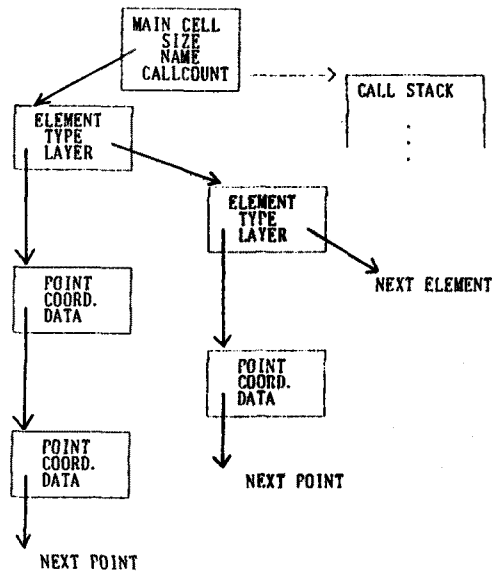 MAIN CELL
SIZE
NAME
CALLCOUNT
CALL STACK
ELEMENT
TYPE
LAYER
ELEMENT
TYPE
LAYER
NEXT ELEMENT
POINT
COORD.
DATA
POINT
COORD.
DATA
POINT
COORD.
DATA
NEXT POINT
NEXT POINT